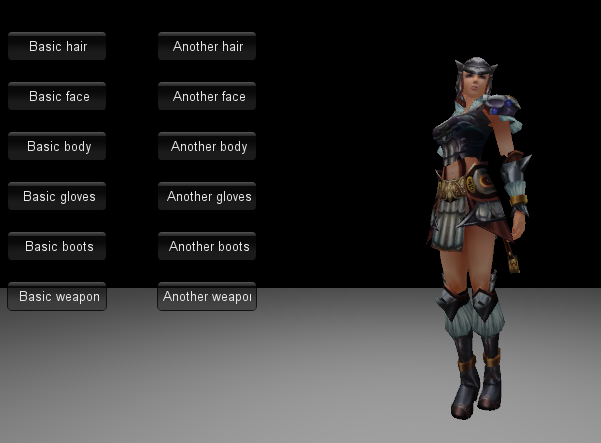 Basic hair Another hair
Basic face Another face
Basic body Another body
Basic gloves Another gloves
Basic boots Another boots
Basic weapon Another weapon